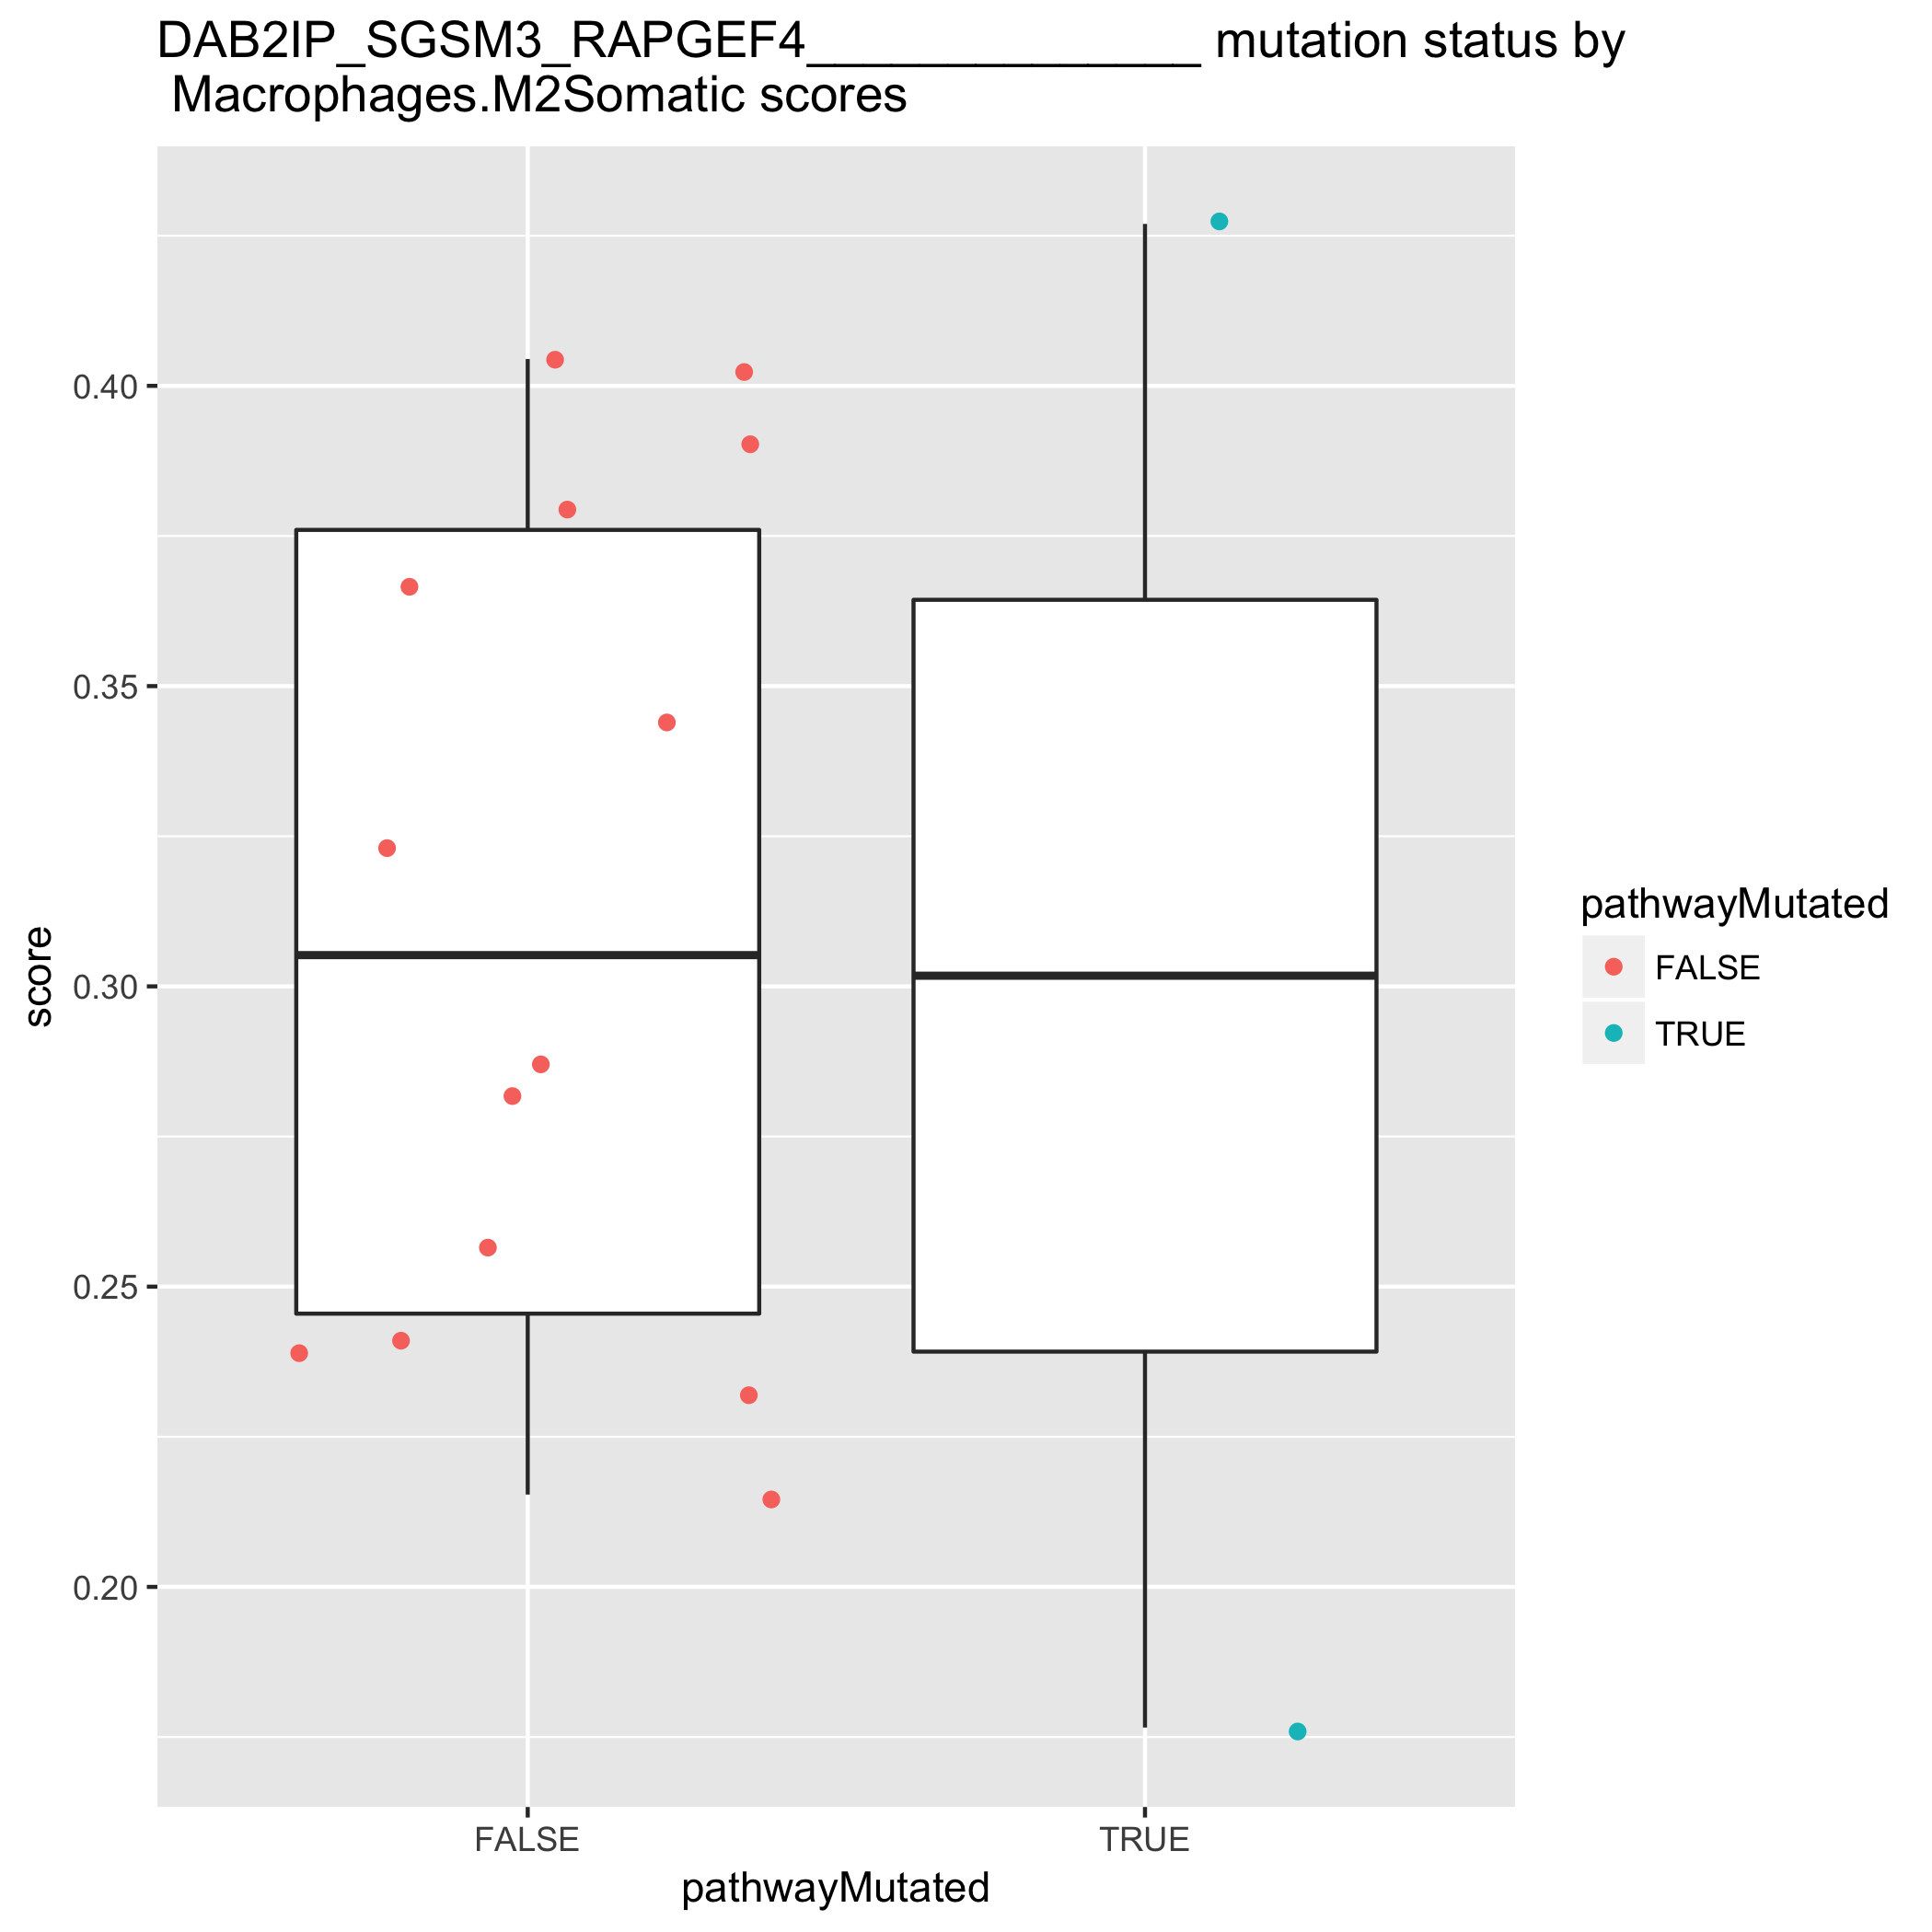 DAB2IP_SGSM3_RAPGEF4______________ mutation status by
Macrophages.M2Somatic scores
score
0.40
0.35
0.30
0.25
0.20
FALSE
TRUE
pathwayMutated
pathwayMutated
FALSE
TRUE